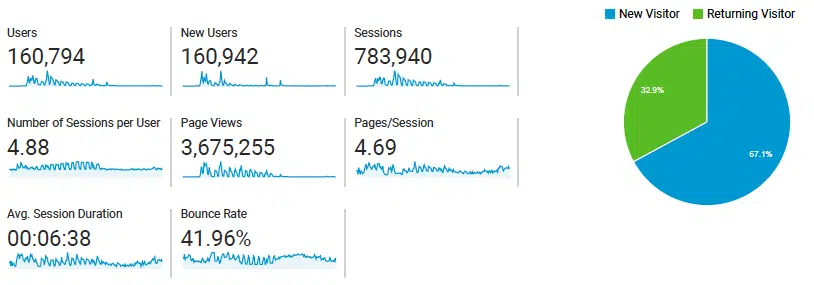 New Visitor
Returning Visitor
Users
160,794
New Users
160,942
Sessions
783,940
Number of Sessions per User
4.88
Page Views
3,675,255
Pages/Session
4.69
Avg. Session Duration
00:06:38
Bounce Rate
41.96%
32.9%
67.1%